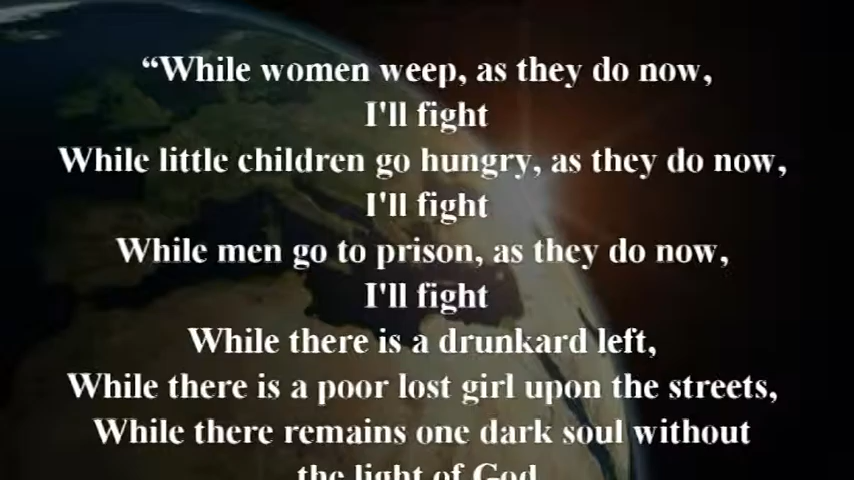 “While women weep, as they do now,
I'll fight
While little children go hungry, as they do now,
I'll fight
While men go to prison, as they do now,
I'll fight
While there is a drunkard left,
While there is a poor lost girl upon the streets,
While there remains one dark soul without
the light of God